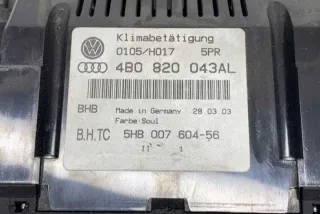 Klimabetätigung
0105/H017 5PR
4B0 820 043AL
BHB Made in Germany 28.03.03
Farbe:Soul
B.H.TC 5HB 007 604-56